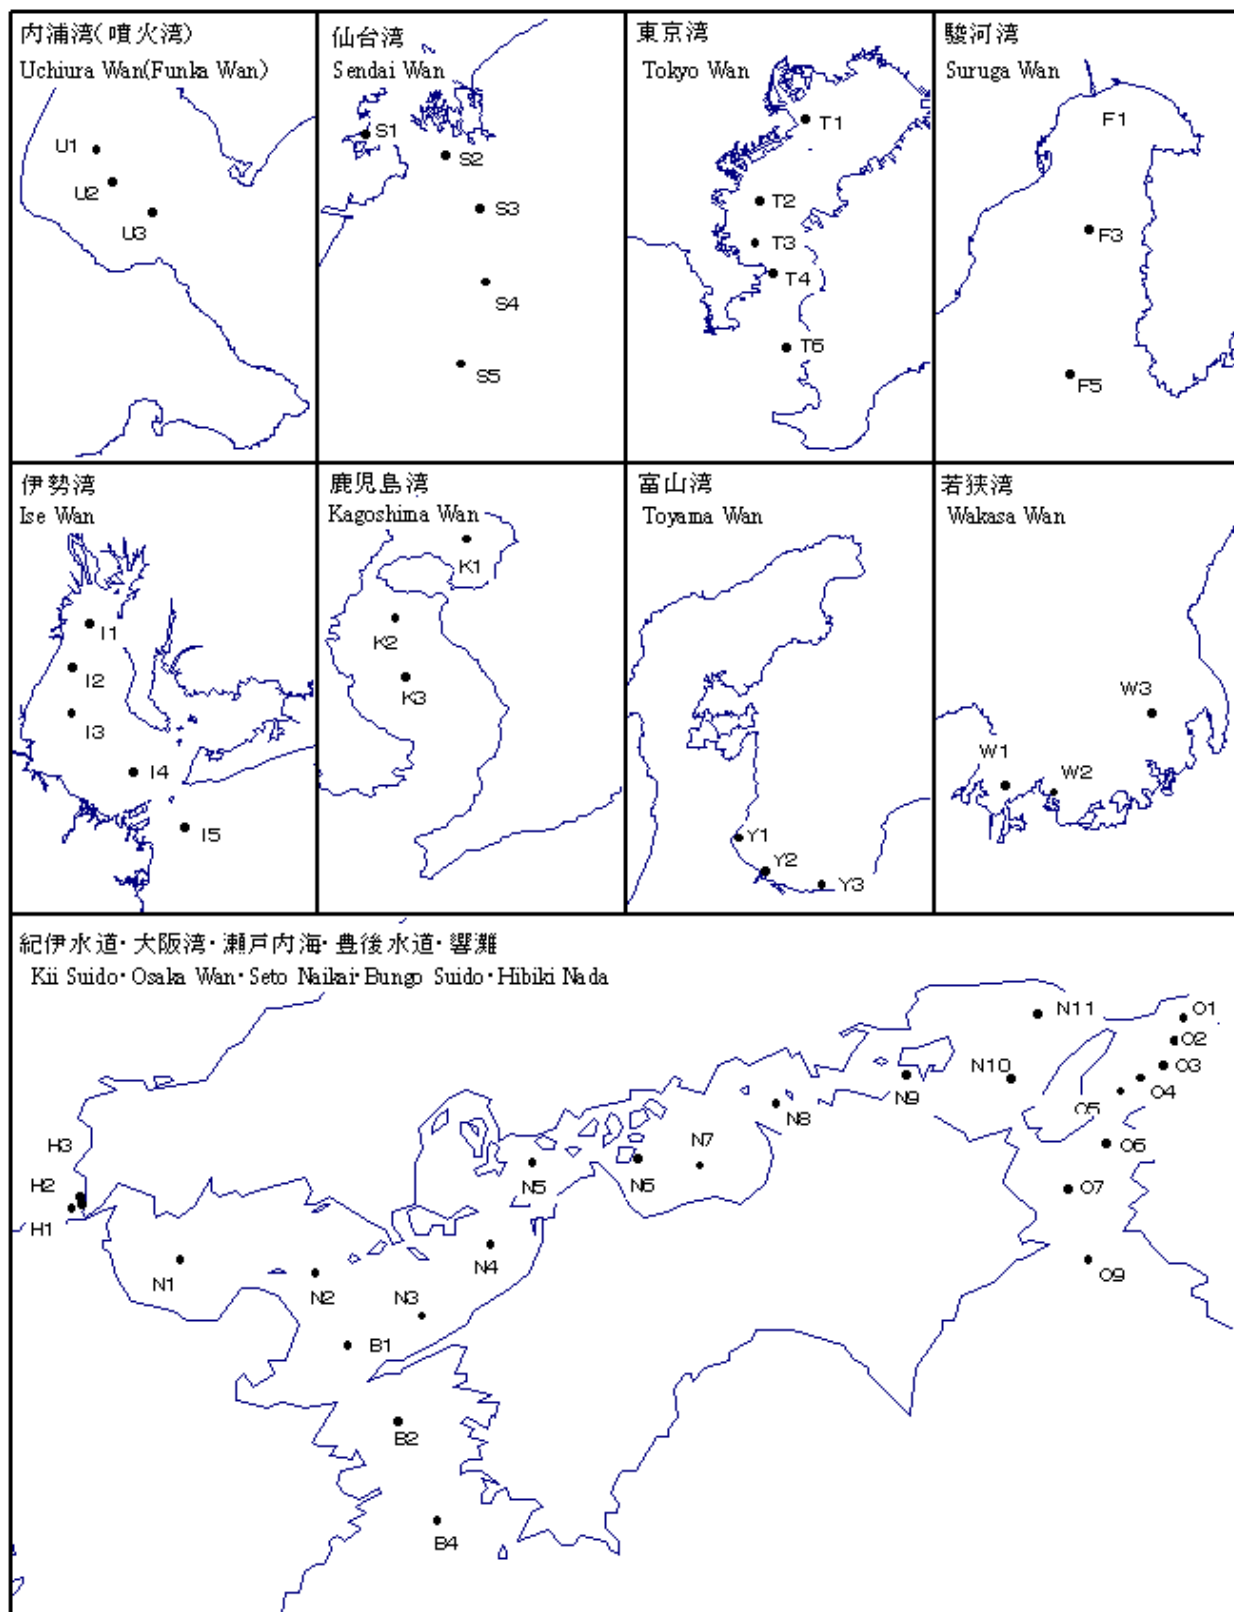 内浦湾(噴火湾)
Uchiura Wan(Funka Wan)
U1
U2
U3
仙台湾
Sendai Wan
S1
S2
S3
S4
S5
東京湾
Tokyo Wan
T1
T2
T3
T4
T5
駿河湾
Suruga Wan
F1
F3
F5
伊勢湾
Ise Wan
I1
I2
I3
I4
I5
鹿児島湾
Kagoshima Wan
K1
K2
K3
富山湾
Toyama Wan
Y1
Y2
Y3
若狭湾
Wakasa Wan
W3
W1
W2
紀伊水道・大阪湾・瀬戸内海・豊後水道・響灘
Kii Suido・Osaka Wan・Seto Naikai・Bungo Suido・Hibiki Nada
N11
O1
O2
O3
N10
O4
N9
O5
N8
H3
O6
N7
N5
N6
H2
O7
H1
N4
N1
O9
N2
N3
B1
B2
B4